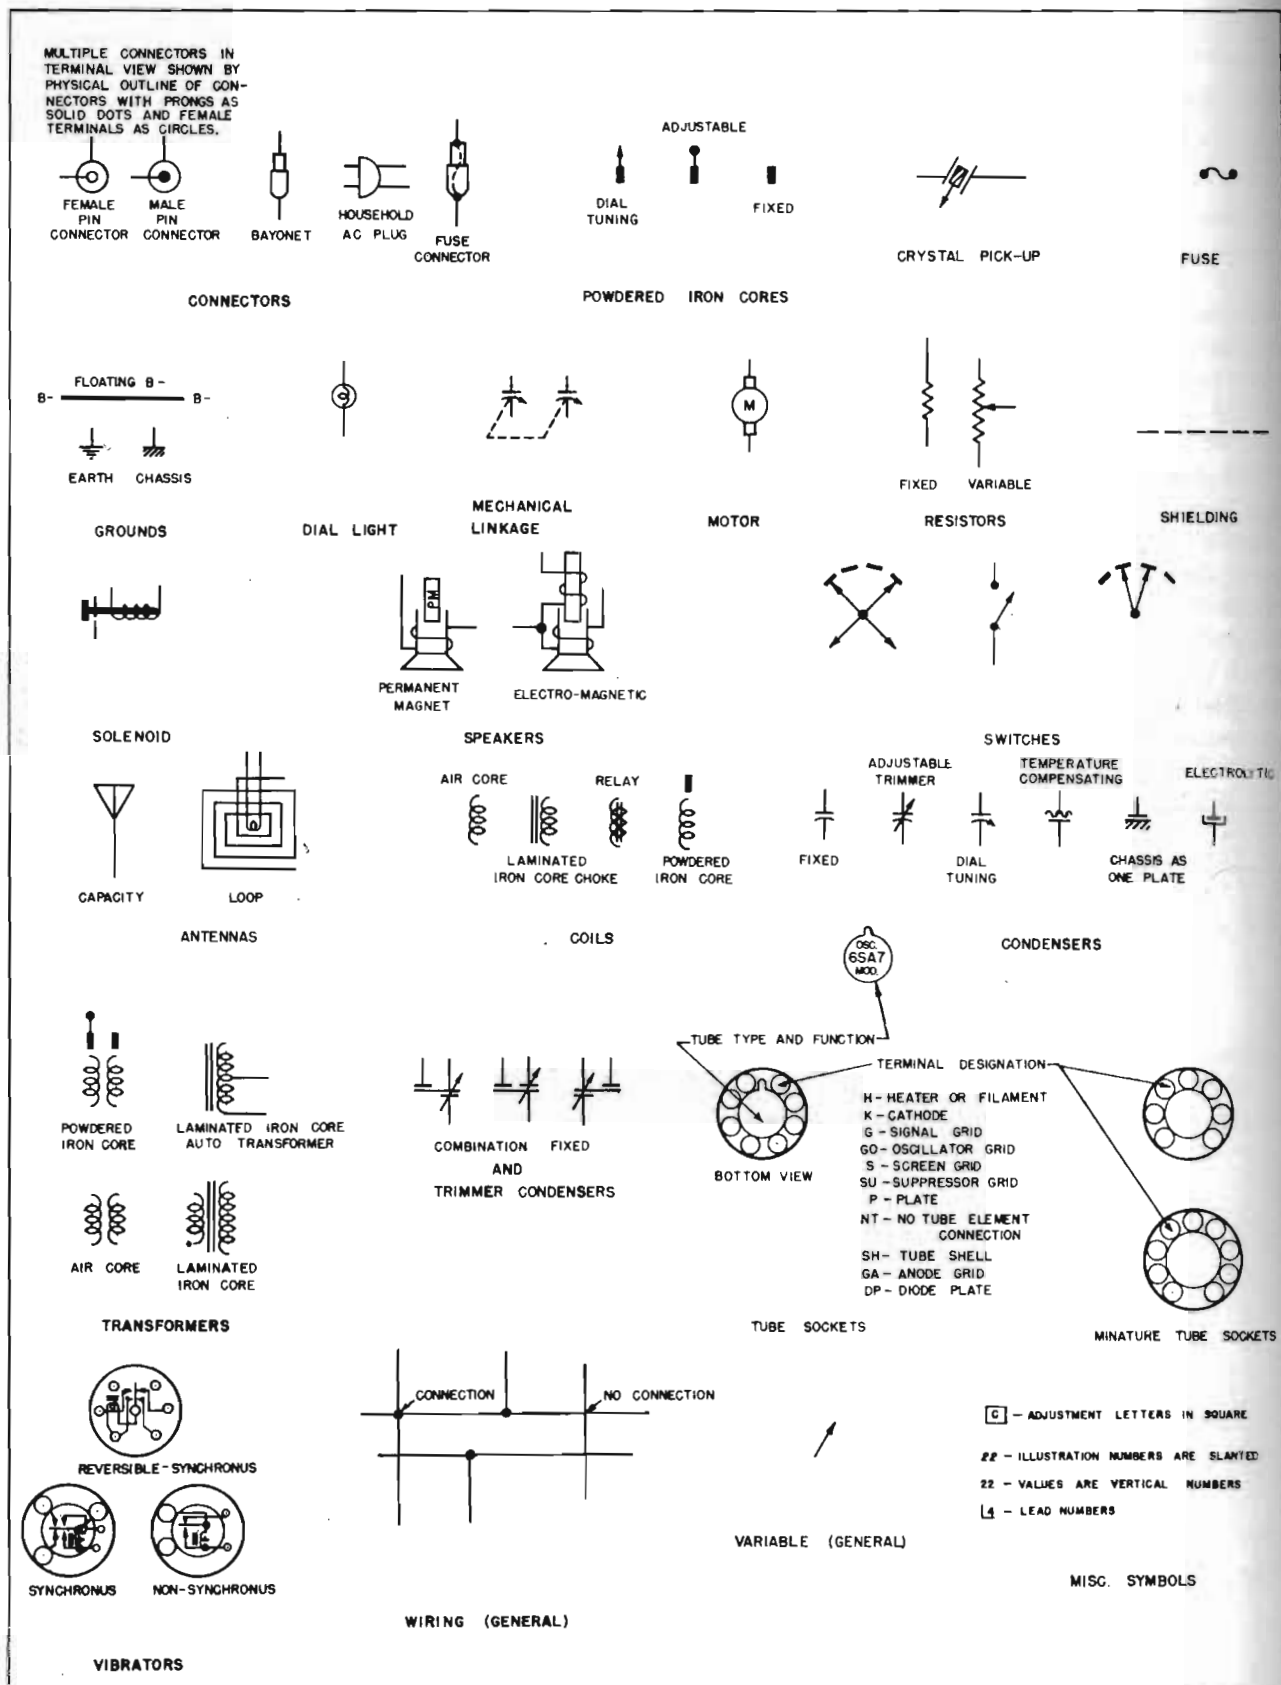 MULTIPLE CONNECTORS IN
TERMINAL VIEW SHOWN BY
PHYSICAL OUTLINE OF CON-
NECTORS WITH PRONGS AS
SOLID DOTS AND FEMALE
TERMINALS AS CIRCLES.
FEMALE
PIN
CONNECTOR
MALE
PIN
CONNECTOR
BAYONET
HOUSEHOLD
AC PLUG
FUSE
CONNECTOR
CONNECTORS
ADJUSTABLE
DIAL
TUNING
FIXED
POWDERED IRON CORES
CRYSTAL PICK-UP
FUSE
FLOATING B-
B-
B-
EARTH
CHASSIS
GROUNDS
DIAL LIGHT
MECHANICAL
LINKAGE
M
MOTOR
FIXED
VARIABLE
RESISTORS
SHIELDING
SOLENOID
PM
PERMANENT
MAGNET
ELECTRO-MAGNETIC
SPEAKERS
SWITCHES
CAPACITY
LOOP
ANTENNAS
AIR CORE
LAMINATED
IRON CORE CHOKE
RELAY
POWDERED
IRON CORE
COILS
FIXED
ADJUSTABLE
TRIMMER
DIAL
TUNING
TEMPERATURE
COMPENSATING
CHASSIS AS
ONE PLATE
ELECTROLYTIC
CONDENSERS
POWDERED
IRON CORE
LAMINATED IRON CORE
AUTO TRANSFORMER
AIR CORE
LAMINATED
IRON CORE
TRANSFORMERS
COMBINATION FIXED
AND
TRIMMER CONDENSERS
OSC.
6SA7
MOD.
TUBE TYPE AND FUNCTION
BOTTOM VIEW
TERMINAL DESIGNATION
H - HEATER OR FILAMENT
K - CATHODE
G - SIGNAL GRID
GO - OSCILLATOR GRID
S - SCREEN GRID
SU - SUPPRESSOR GRID
P - PLATE
NT - NO TUBE ELEMENT
CONNECTION
SH - TUBE SHELL
GA - ANODE GRID
DP - DIODE PLATE
TUBE SOCKETS
MINATURE TUBE SOCKETS
REVERSIBLE-SYNCHRONUS
SYNCHRONUS
NON-SYNCHRONUS
VIBRATORS
CONNECTION
NO CONNECTION
WIRING (GENERAL)
VARIABLE (GENERAL)
C - ADJUSTMENT LETTERS IN SQUARE
22 - ILLUSTRATION NUMBERS ARE SLANTED
22 - VALUES ARE VERTICAL NUMBERS
4 - LEAD NUMBERS
MISC. SYMBOLS